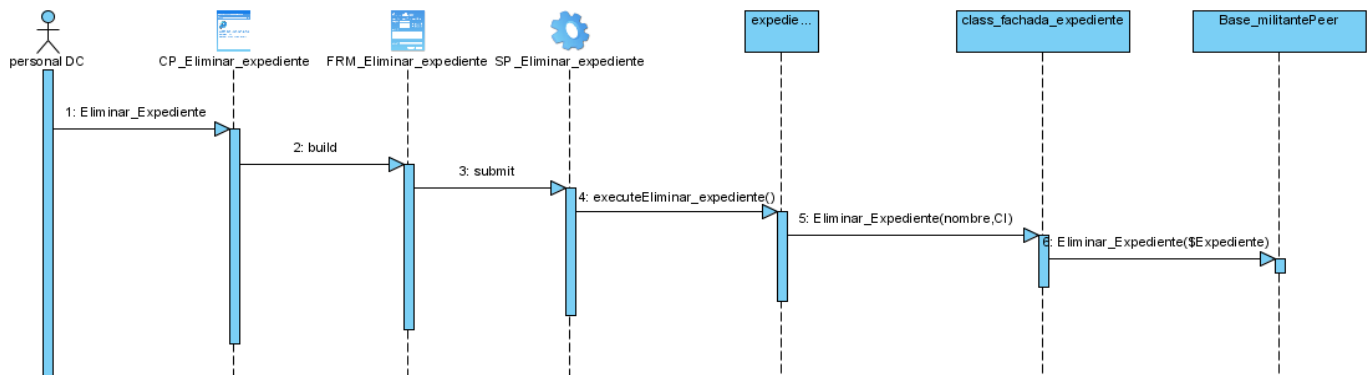 expedie...
class_fachada_expediente
Base_militantePeer
personal DC
CP_Eliminar_expediente
FRM_Eliminar_expediente
SP_Eliminar_expediente
1: Eliminar_Expediente
2: build
3: submit
4: executeEliminar_expediente()
5: Eliminar_Expediente(nombre,CI)
6: Eliminar_Expediente($Expediente)